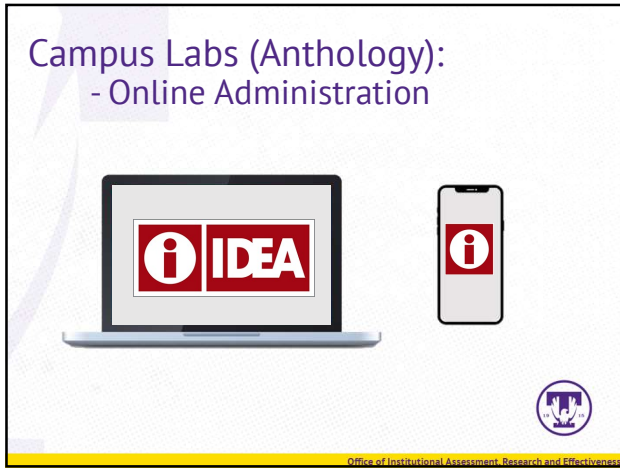 Campus Labs (Anthology):
- Online Administration
i IDEA
i
T
Office of Institutional Assessment, Research and Effectiveness